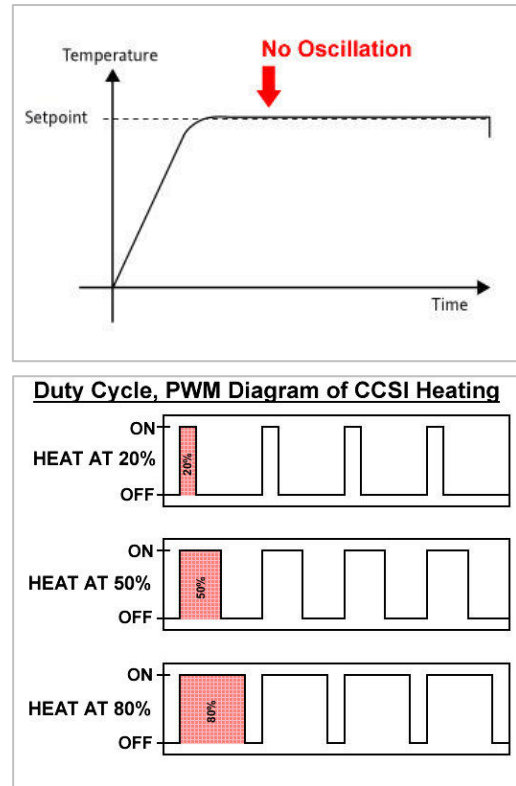 No Oscillation
Temperature
Setpoint
Time
Duty Cycle, PWM Diagram of CCSI Heating
ON
HEAT AT 20%
20%
OFF
ON
HEAT AT 50%
50%
OFF
ON
HEAT AT 80%
80%
OFF